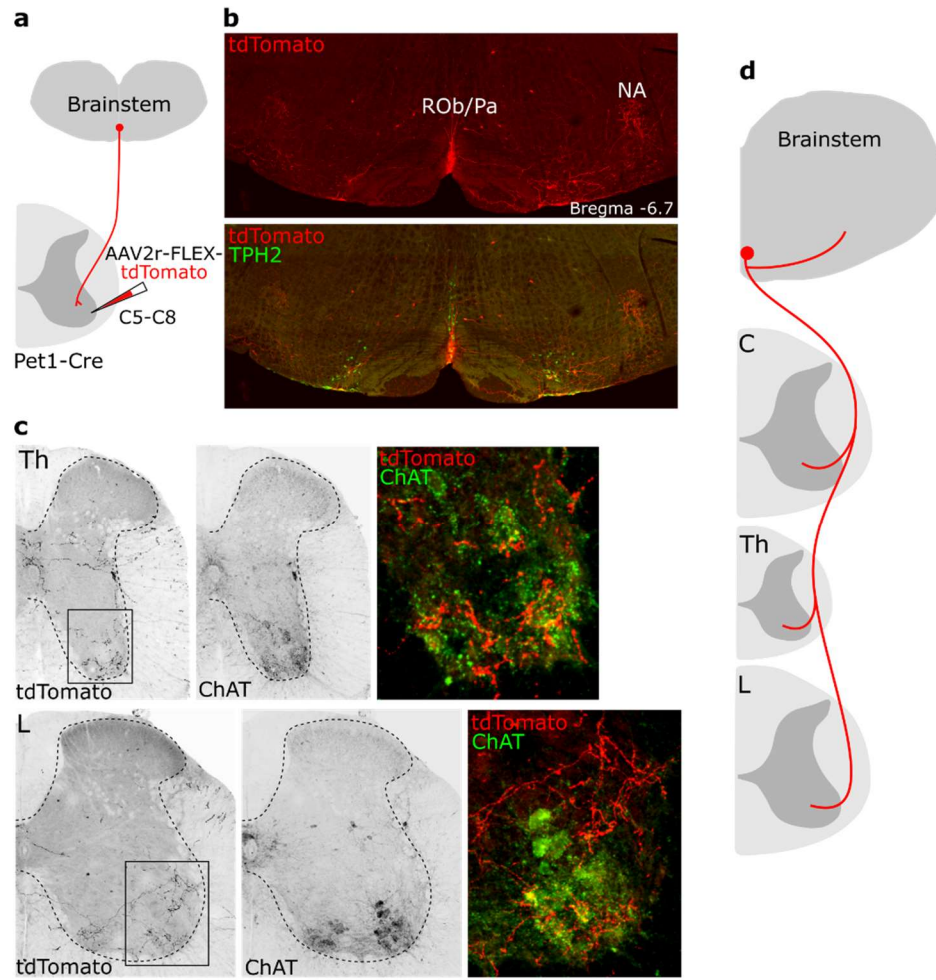 a
Brainstem
AAV2r-FLEX-
tdTomato
C5-C8
Pet1-Cre
b
tdTomato
NA
ROb/Pa
Bregma -6.7
tdTomato
TPH2
c
Th
tdTomato
ChAT
tdTomato
ChAT
L
tdTomato
ChAT
tdTomato
ChAT
d
Brainstem
C
Th
L